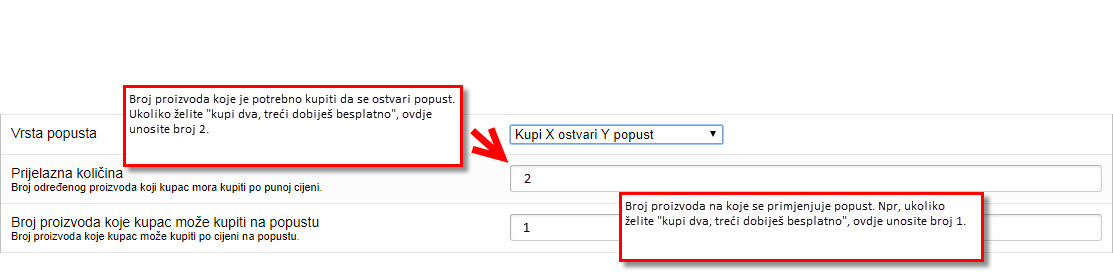 Broj proizvoda koje je potrebno kupiti da se ostvari popust.
Ukoliko želite "kupi dva, treći dobiješ besplatno", ovdje
unosite broj 2.
Vrsta popusta
Kupi X ostvari Y popust
Prijelazna količina
Broj određenog proizvoda koji kupac mora kupiti po punoj cijeni.
2
Broj proizvoda na koje se primjenjuje popust. Npr, ukoliko
želite "kupi dva, treći dobiješ besplatno", ovdje unosite broj 1.
Broj proizvoda koje kupac može kupiti na popustu
Broj proizvoda koje kupac može kupiti po cijeni na popustu.
1